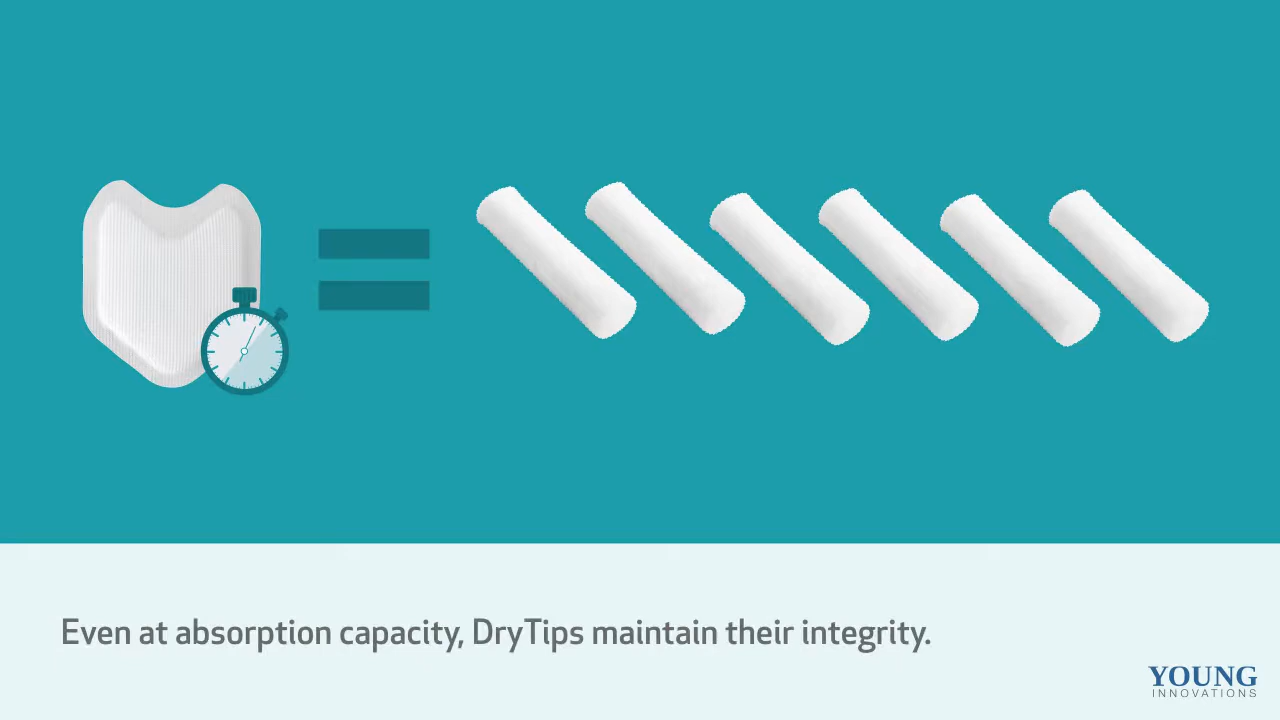 Even at absorption capacity, DryTips maintain their integrity.
YOUNG
INNOVATIONS